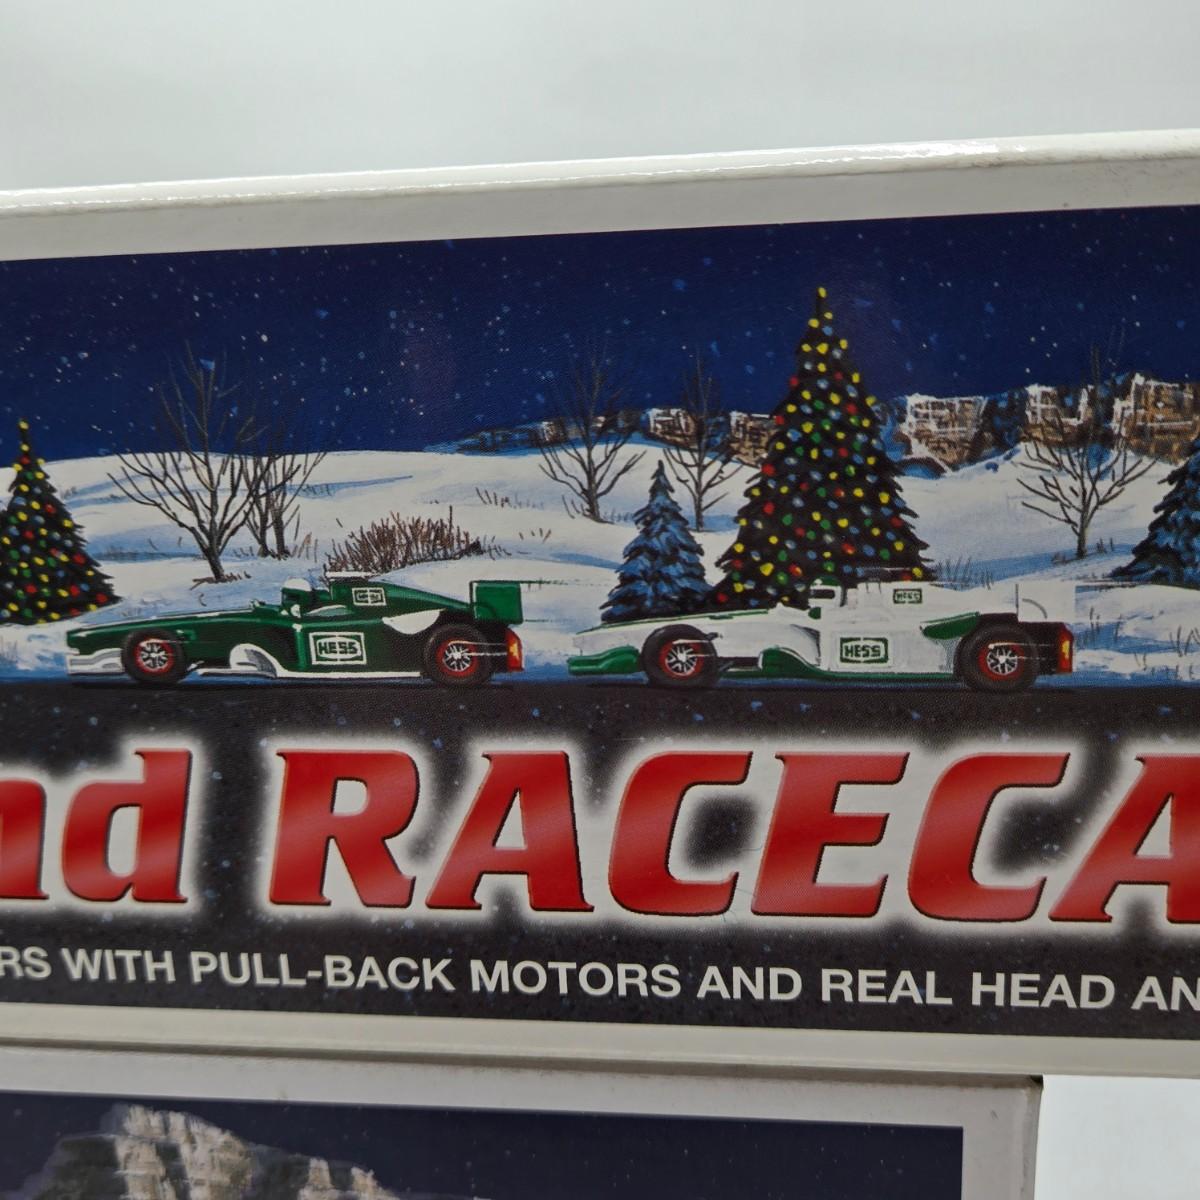 HESS
HESS
HESS
HESS
nd RACECA
RS WITH PULL-BACK MOTORS AND REAL HEAD AN